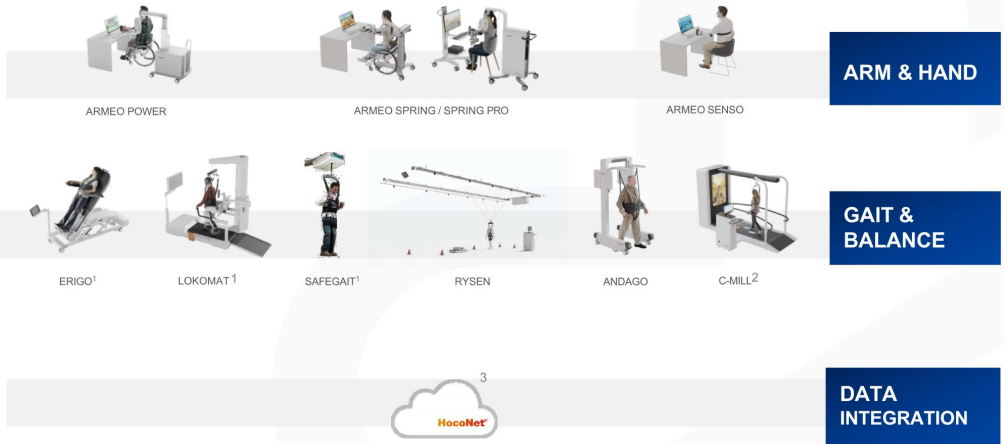 ARM & HAND
ARMEO POWER
ARMEO SPRING / SPRING PRO
ARMEO SENSO
GAIT &
BALANCE
ERIGO¹
LOKOMAT 1
SAFEGAIT¹
RYSEN
ANDAGO
C-MILL2
3
HocoNet®
DATA
INTEGRATION